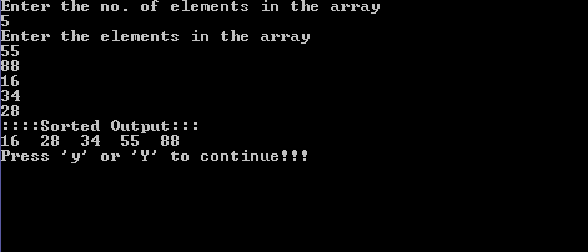 Enter the no. of elements in the array
5
Enter the elements in the array
55
88
16
34
28
::::Sorted Output:::
16  28  34  55  88
Press 'y' or 'Y' to continue!!!